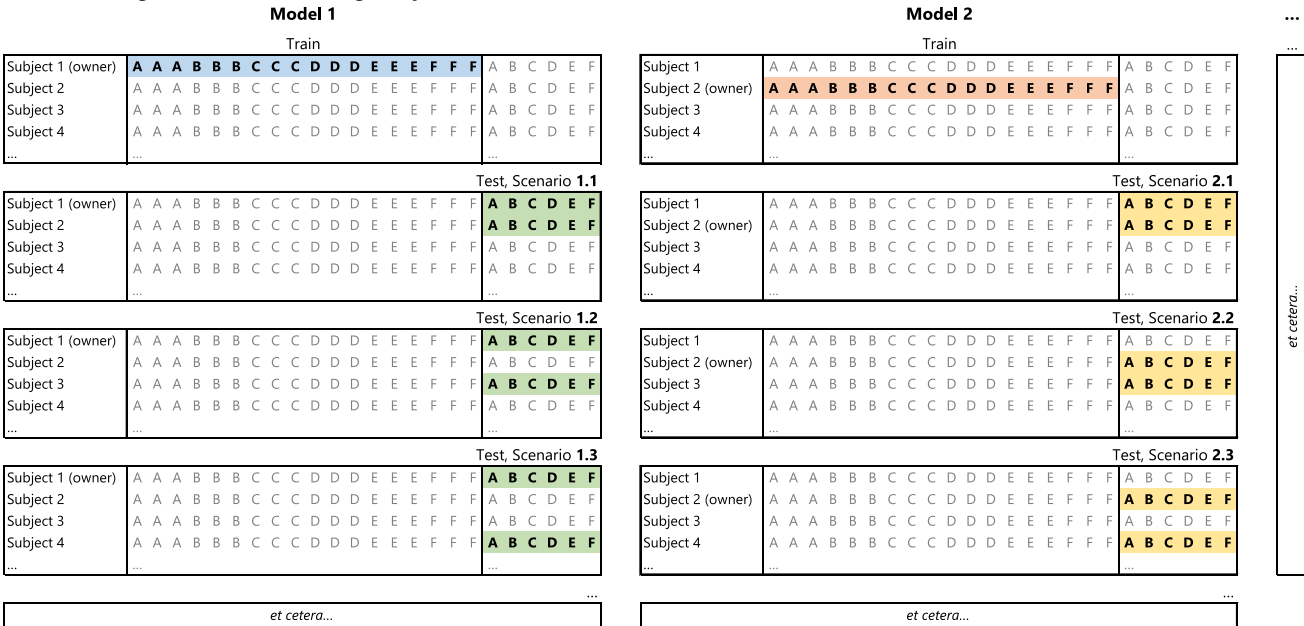 Model 1
Train
Subject 1 (owner) A A A B B B C C C D D D E E E F F F A B C D E F
Subject 2 A A A B B B C C C D D D E E E F F F A B C D E F
Subject 3 A A A B B B C C C D D D E E E F F F A B C D E F
Subject 4 A A A B B B C C C D D D E E E F F F A B C D E F
... ... ...
Test, Scenario 1.1
Subject 1 (owner) A A A B B B C C C D D D E E E F F F A B C D E F
Subject 2 A A A B B B C C C D D D E E E F F F A B C D E F
Subject 3 A A A B B B C C C D D D E E E F F F A B C D E F
Subject 4 A A A B B B C C C D D D E E E F F F A B C D E F
... ... ...
Test, Scenario 1.2
Subject 1 (owner) A A A B B B C C C D D D E E E F F F A B C D E F
Subject 2 A A A B B B C C C D D D E E E F F F A B C D E F
Subject 3 A A A B B B C C C D D D E E E F F F A B C D E F
Subject 4 A A A B B B C C C D D D E E E F F F A B C D E F
... ... ...
Test, Scenario 1.3
Subject 1 (owner) A A A B B B C C C D D D E E E F F F A B C D E F
Subject 2 A A A B B B C C C D D D E E E F F F A B C D E F
Subject 3 A A A B B B C C C D D D E E E F F F A B C D E F
Subject 4 A A A B B B C C C D D D E E E F F F A B C D E F
... ... ...
...
et cetera...
Model 2
Train
Subject 1 A A A B B B C C C D D D E E E F F F A B C D E F
Subject 2 (owner) A A A B B B C C C D D D E E E F F F A B C D E F
Subject 3 A A A B B B C C C D D D E E E F F F A B C D E F
Subject 4 A A A B B B C C C D D D E E E F F F A B C D E F
... ... ...
Test, Scenario 2.1
Subject 1 A A A B B B C C C D D D E E E F F F A B C D E F
Subject 2 (owner) A A A B B B C C C D D D E E E F F F A B C D E F
Subject 3 A A A B B B C C C D D D E E E F F F A B C D E F
Subject 4 A A A B B B C C C D D D E E E F F F A B C D E F
... ... ...
Test, Scenario 2.2
Subject 1 A A A B B B C C C D D D E E E F F F A B C D E F
Subject 2 (owner) A A A B B B C C C D D D E E E F F F A B C D E F
Subject 3 A A A B B B C C C D D D E E E F F F A B C D E F
Subject 4 A A A B B B C C C D D D E E E F F F A B C D E F
... ... ...
Test, Scenario 2.3
Subject 1 A A A B B B C C C D D D E E E F F F A B C D E F
Subject 2 (owner) A A A B B B C C C D D D E E E F F F A B C D E F
Subject 3 A A A B B B C C C D D D E E E F F F A B C D E F
Subject 4 A A A B B B C C C D D D E E E F F F A B C D E F
... ... ...
...
et cetera...
...
...
et cetera...